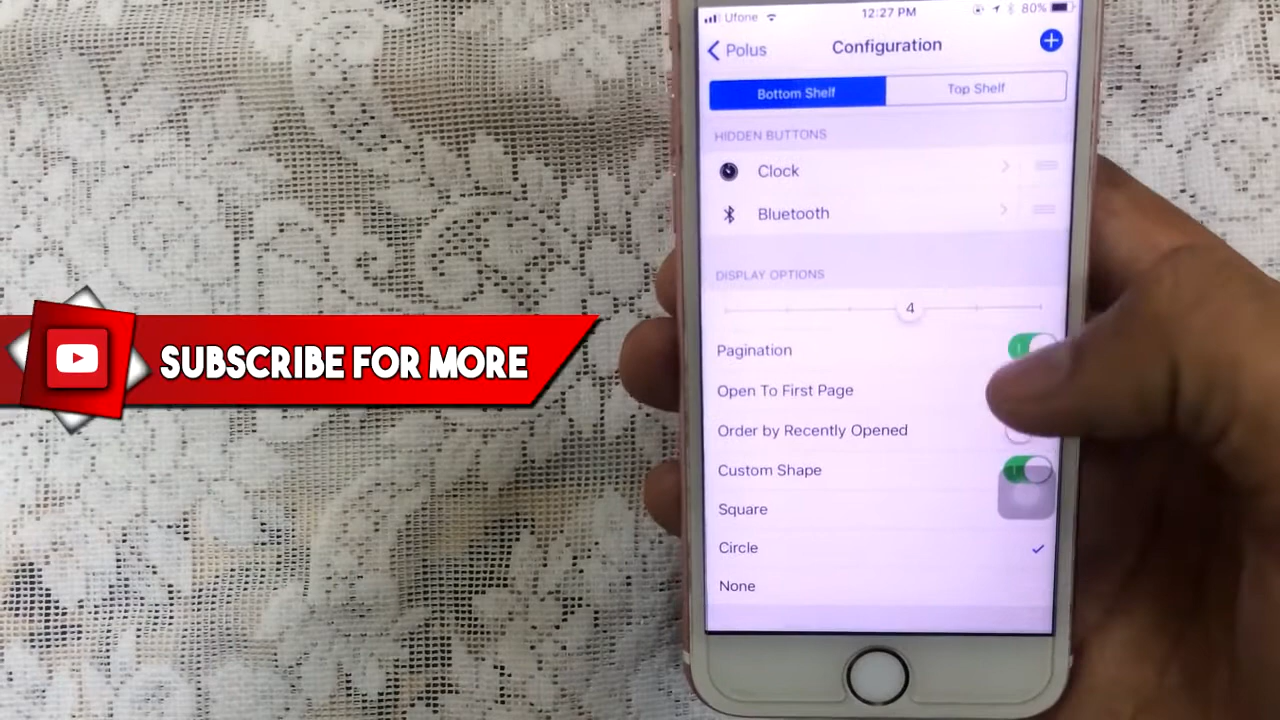 Ufone 12:27 PM 80%
Polus Configuration
Bottom Shelf Top Shelf
HIDDEN BUTTONS
Clock
Bluetooth
DISPLAY OPTIONS
4
Pagination
Open To First Page
Order by Recently Opened
Custom Shape
Square
Circle
None
SUBSCRIBE FOR MORE